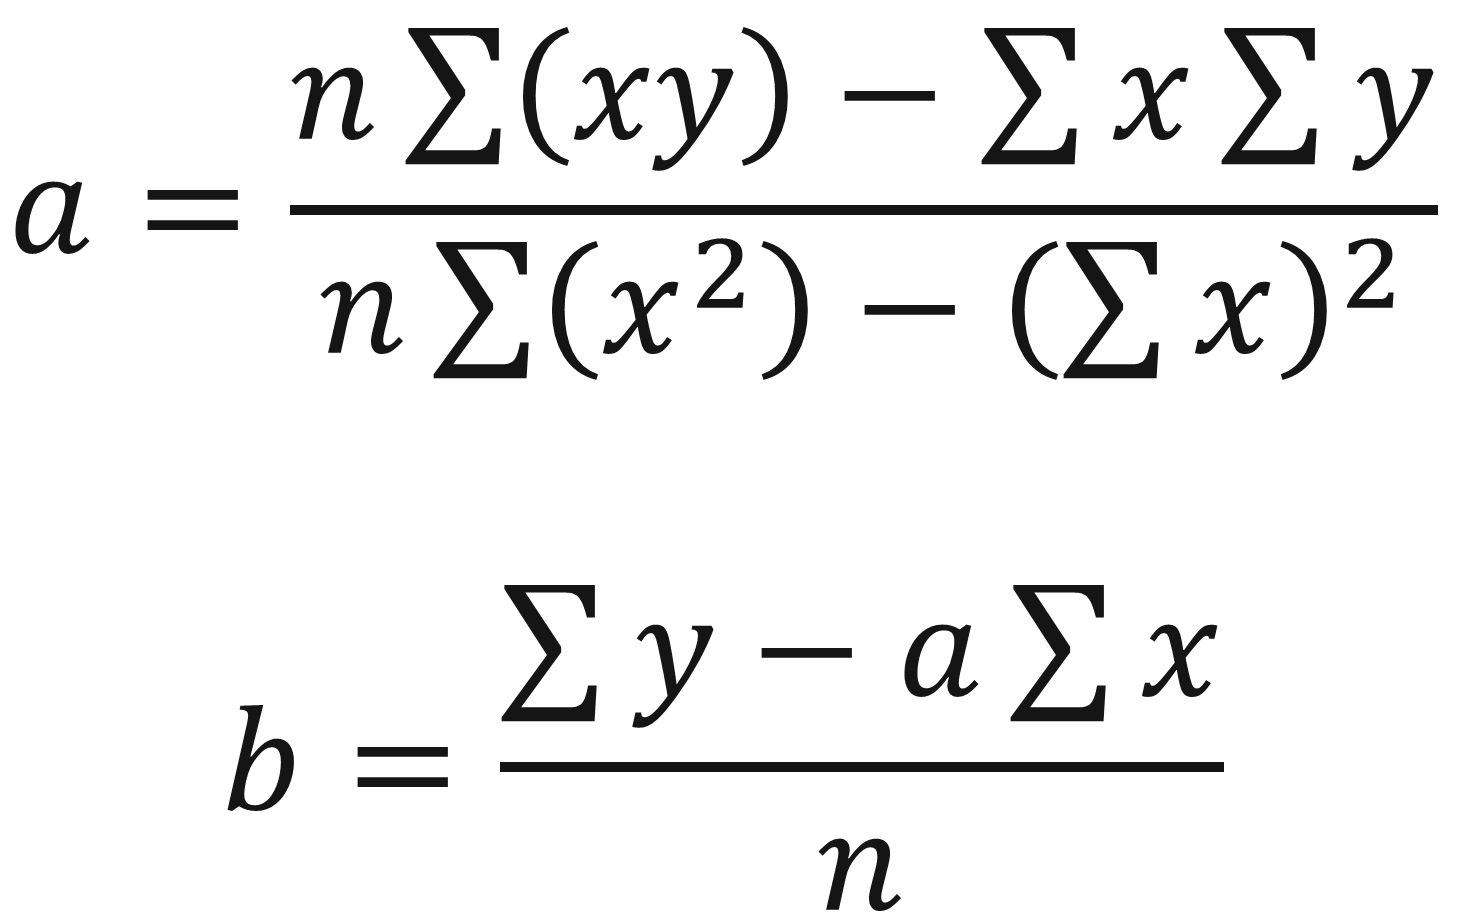 a = n∑(xy) − ∑x∑y / n∑(x²) − (∑x)²
b = ∑y − a∑x / n